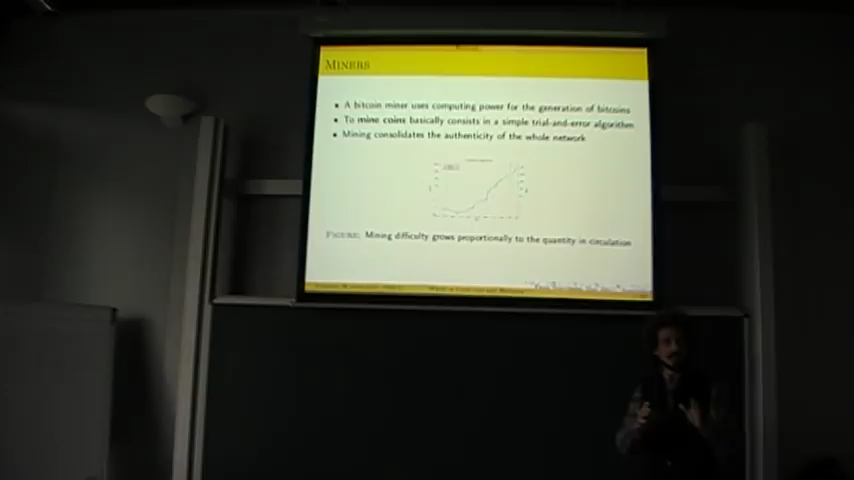 MINERS
A bitcoin miner uses computing power for the generation of bitcoins
To mine coins basically consists in a simple trial-and-error algorithm
Mining consolidates the authenticity of the whole network
FIGURE: Mining difficulty grows proportionally to the quantity in circulation